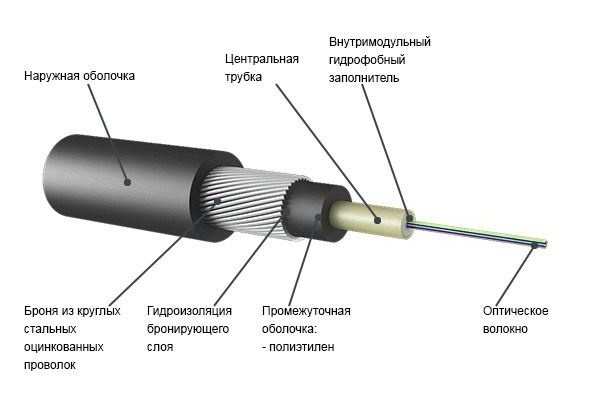 Внутримодульный
гидрофобный
заполнитель
Центральная
трубка
Наружная оболочка
Броня из круглых
стальных
оцинкованных
проволок
Гидроизоляция
бронирующего
слоя
Промежуточная
оболочка:
- полиэтилен
Оптическое
волокно